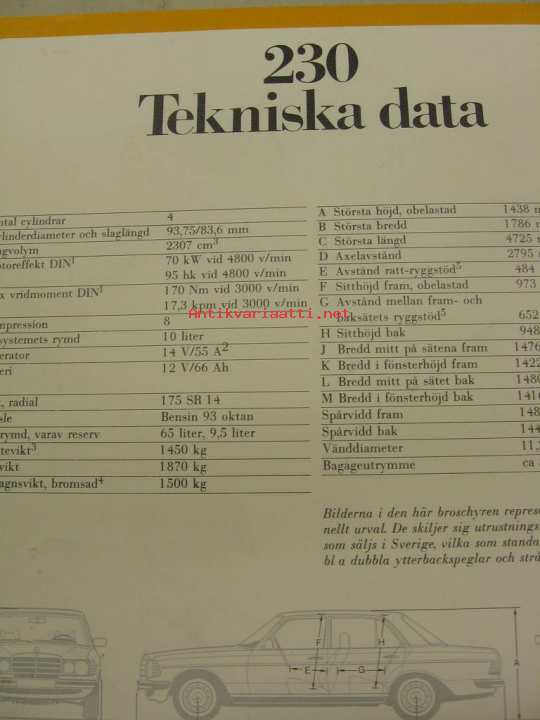 230
Tekniska data
ntal cylindrar 4
ylinderdiameter och slaglängd 93,75/83,6 mm
agvolym 2307 cm³
otoreffekt DIN¹ 70 kW vid 4800 v/min
95 hk vid 4800 v/min
x vridmoment DIN¹ 170 Nm vid 3000 v/min
17,3 kpm vid 3000 v/min
mpression 8
systemets rymd 10 liter
erator 14 V/55 A²
eri 12 V/66 Ah
, radial 175 SR 14
sle Bensin 93 oktan
rymd, varav reserv 65 liter, 9,5 liter
tevikt³ 1450 kg
vikt 1870 kg
agnsvikt, bromsad⁴ 1500 kg
A Största höjd, obelastad 1438 m
B Största bredd 1786 m
C Största längd 4725 m
D Axelavstånd 2795
E Avstånd ratt-ryggstöd⁵ 484
F Sitthöjd fram, obelastad 973
G Avstånd mellan fram- och
baksätets ryggstöd⁵ 652
H Sitthöjd bak 948
J Bredd mitt på sätena fram 1476
K Bredd i fönsterhöjd fram 1422
L Bredd mitt på sätet bak 1480
M Bredd i fönsterhöjd bak 1416
Spårvidd fram 148
Spårvidd bak 144
Vänddiameter 11,
Bagageutrymme ca
Antikvariaatti.net
Bilderna i den här broschyren represe
nellt urval. De skiljer sig utrustnings
som säljs i Sverige, vilka som standa
bl a dubbla ytterbackspeglar och strå
F
H
E
G
A